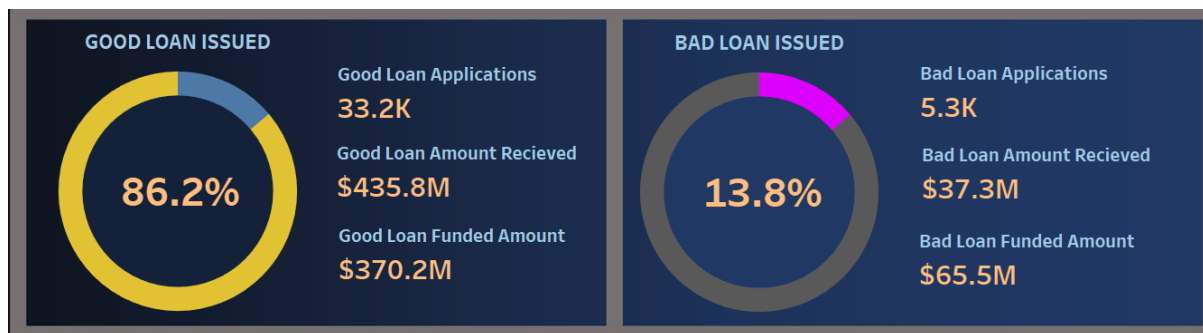 GOOD LOAN ISSUED
86.2%
Good Loan Applications
33.2K
Good Loan Amount Recieved
$435.8M
Good Loan Funded Amount
$370.2M
BAD LOAN ISSUED
13.8%
Bad Loan Applications
5.3K
Bad Loan Amount Recieved
$37.3M
Bad Loan Funded Amount
$65.5M